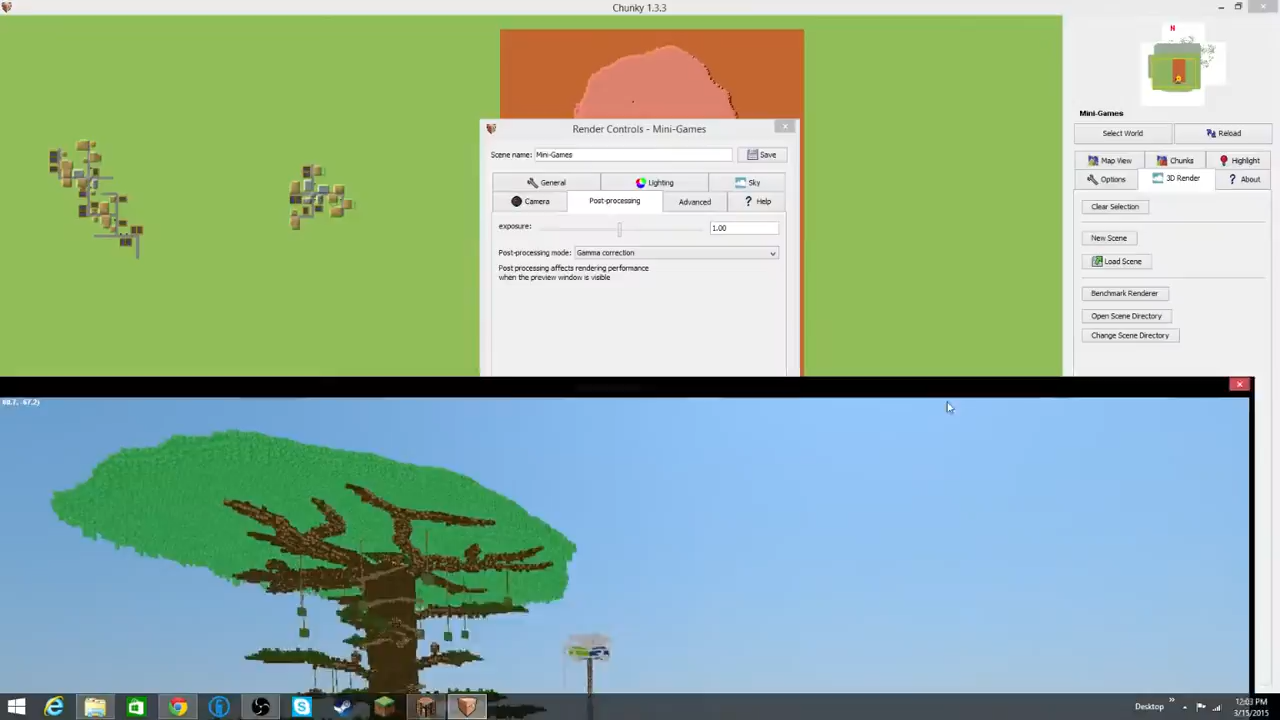 Chunky 1.3.3
N
Mini-Games
Select World
Reload
Map View
Chunks
Highlight
Options
3D Render
About
Clear Selection
New Scene
Load Scene
Benchmark Renderer
Open Scene Directory
Change Scene Directory
Render Controls - Mini-Games
Scene name: Mini-Games
Save
General
Lighting
Sky
Camera
Post-processing
Advanced
Help
exposure: 1.00
Post-processing mode: Gamma correction
Post processing affects rendering performance
when the preview window is visible
Desktop
12:03 PM
3/15/2015